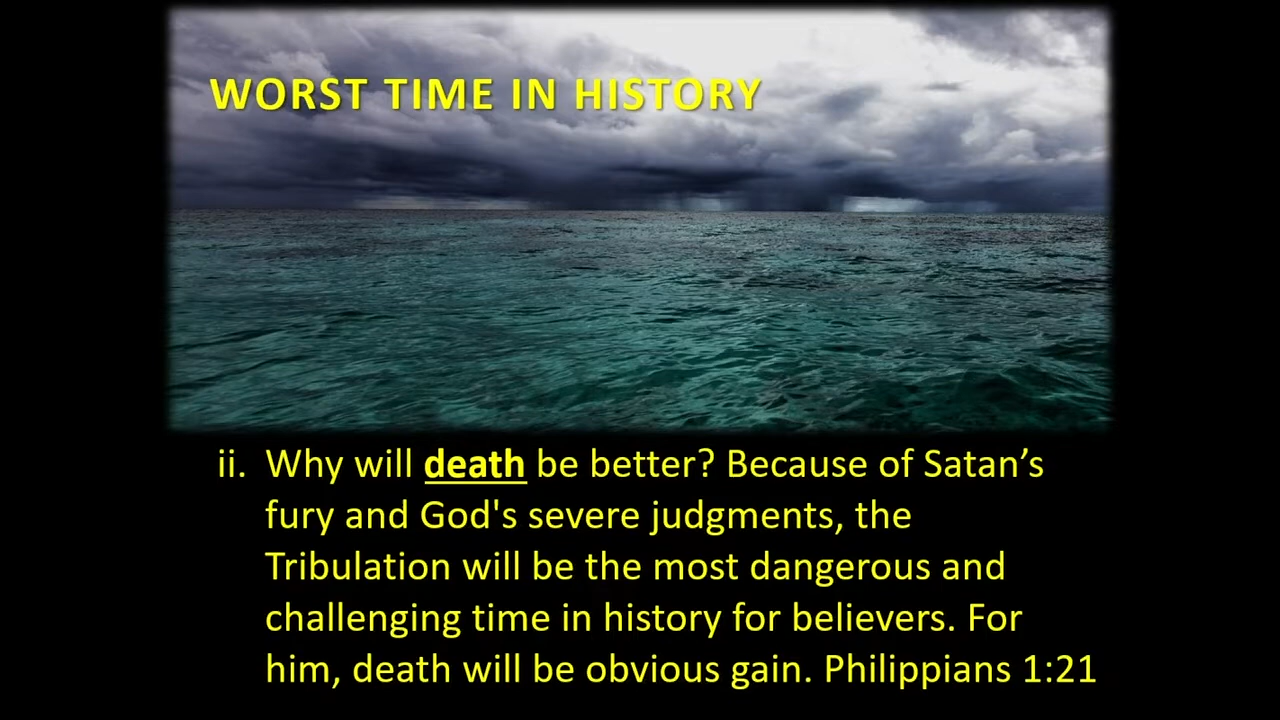 WORST TIME IN HISTORY
ii. Why will death be better? Because of Satan’s
fury and God's severe judgments, the
Tribulation will be the most dangerous and
challenging time in history for believers. For
him, death will be obvious gain. Philippians 1:21